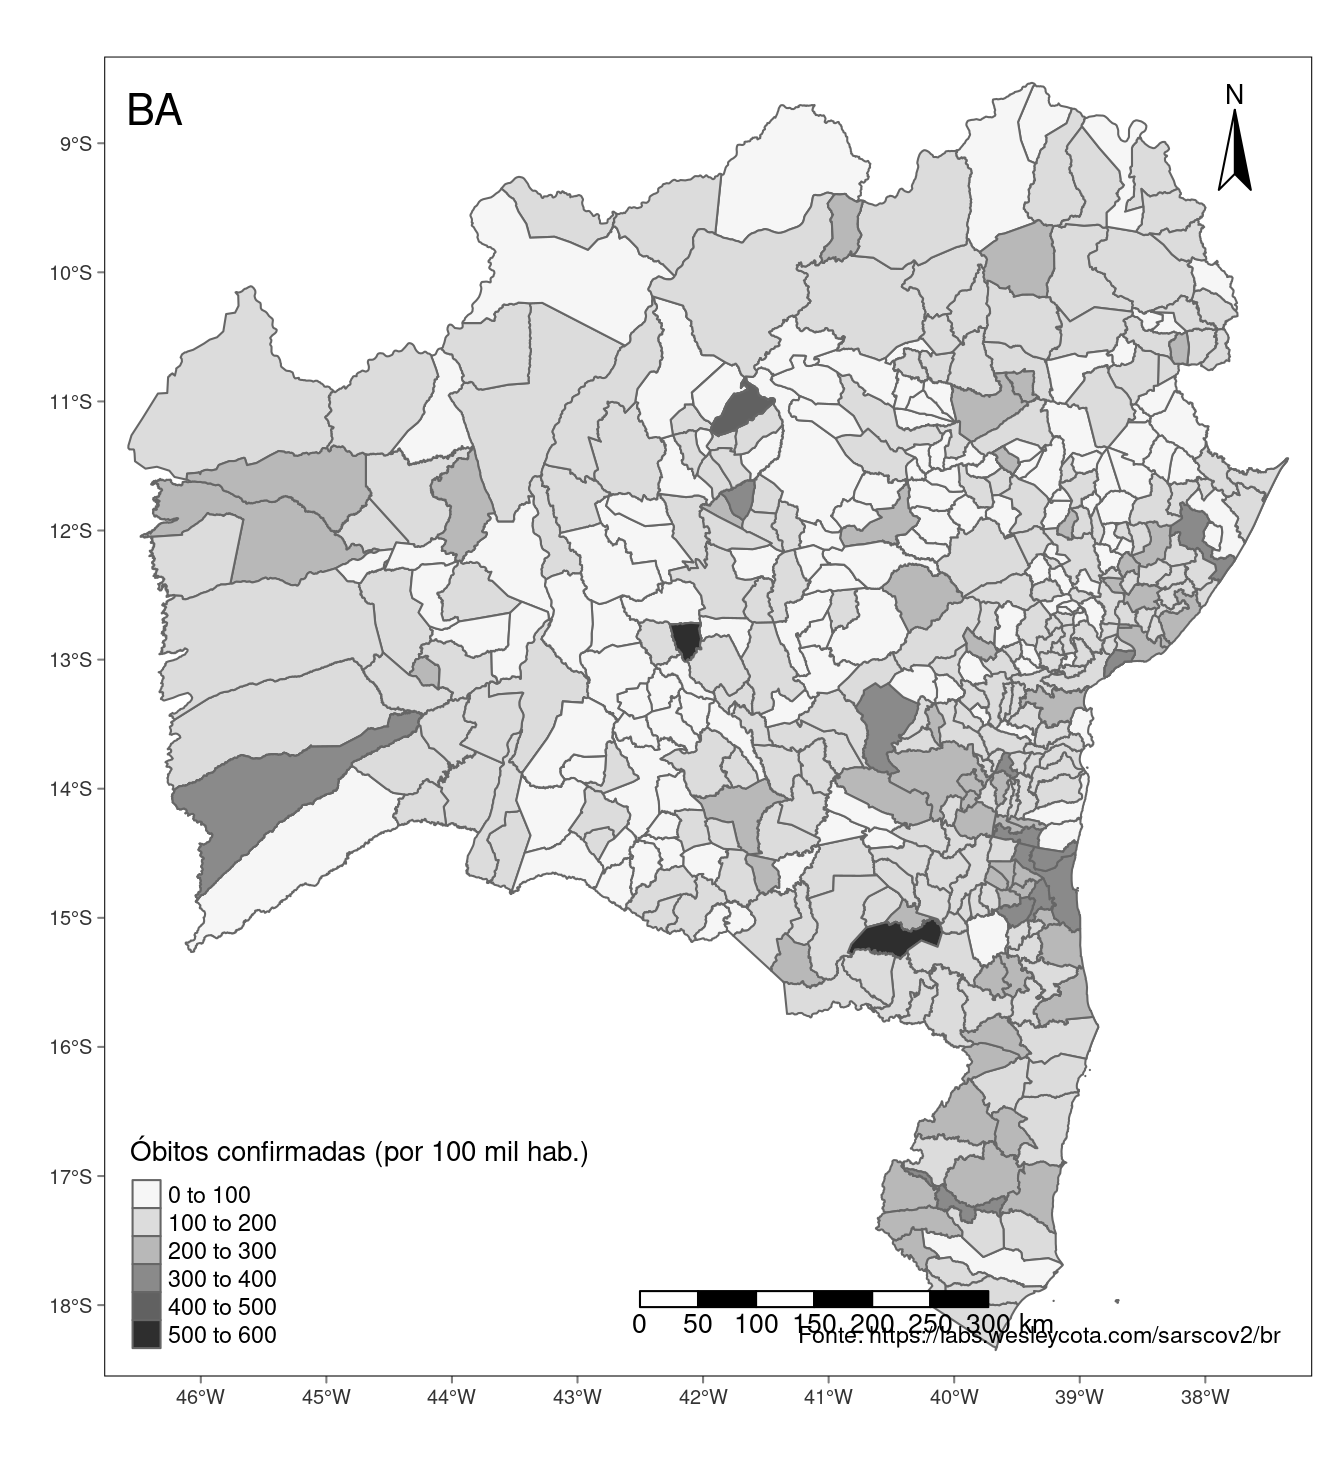 BA
N
9°S
10°S
11°S
12°S
13°S
14°S
15°S
16°S
17°S
18°S
Óbitos confirmadas (por 100 mil hab.)
0 to 100
100 to 200
200 to 300
300 to 400
400 to 500
500 to 600
0 50 100 150 200 250 300 km
Fonte: https://labs.wesleycota.com/sarscov2/br
46°W 45°W 44°W 43°W 42°W 41°W 40°W 39°W 38°W